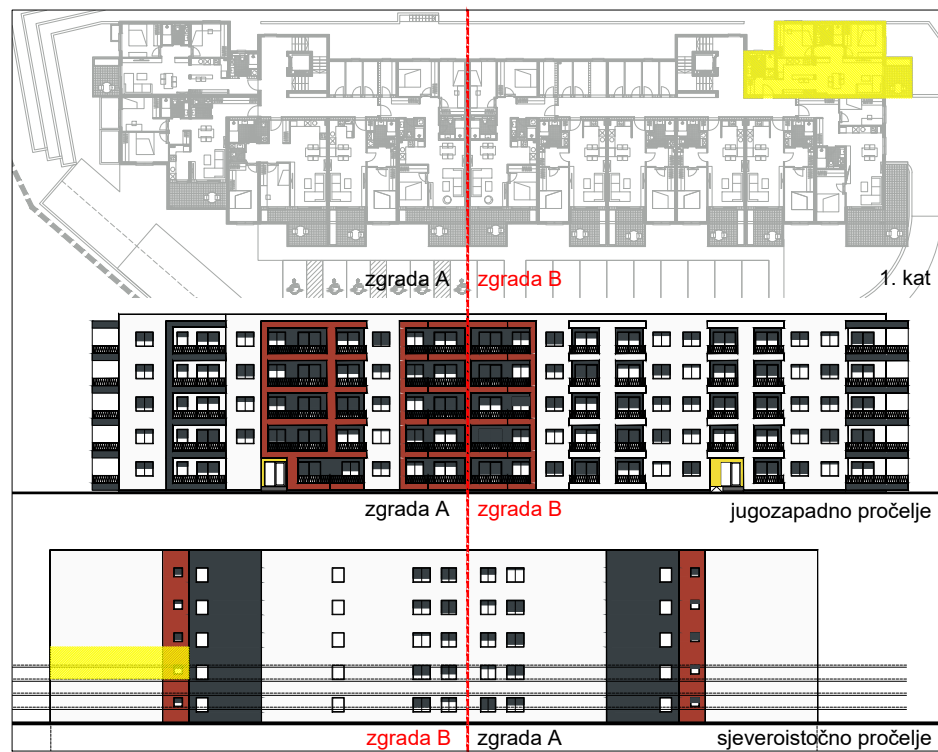 zgrada A zgrada B 1. kat
zgrada A zgrada B jugozapadno pročelje
zgrada B zgrada A sjeveroistočno pročelje